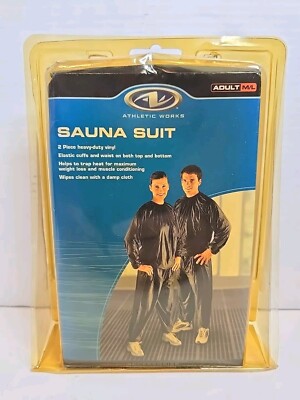 ADULT M/L
ATHLETIC WORKS
SAUNA SUIT
2 Piece heavy-duty vinyl
Elastic cuffs and waist on both top and bottom
Helps to trap heat for maximum
weight loss and muscle conditioning
Wipes clean with a damp cloth